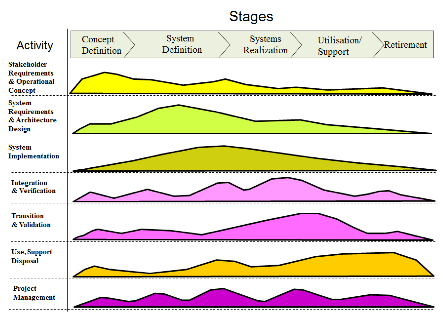 Stages
Activity
Concept
Definition
System
Definition
Systems
Realization
Utilisation/
Support
Retirement
Stakeholder
Requirements
& Operational
Concept
System
Requirements
& Architecture
Design
System
Implementation
Integration
& Verification
Transition
& Validation
Use, Support
Disposal
Project
Management